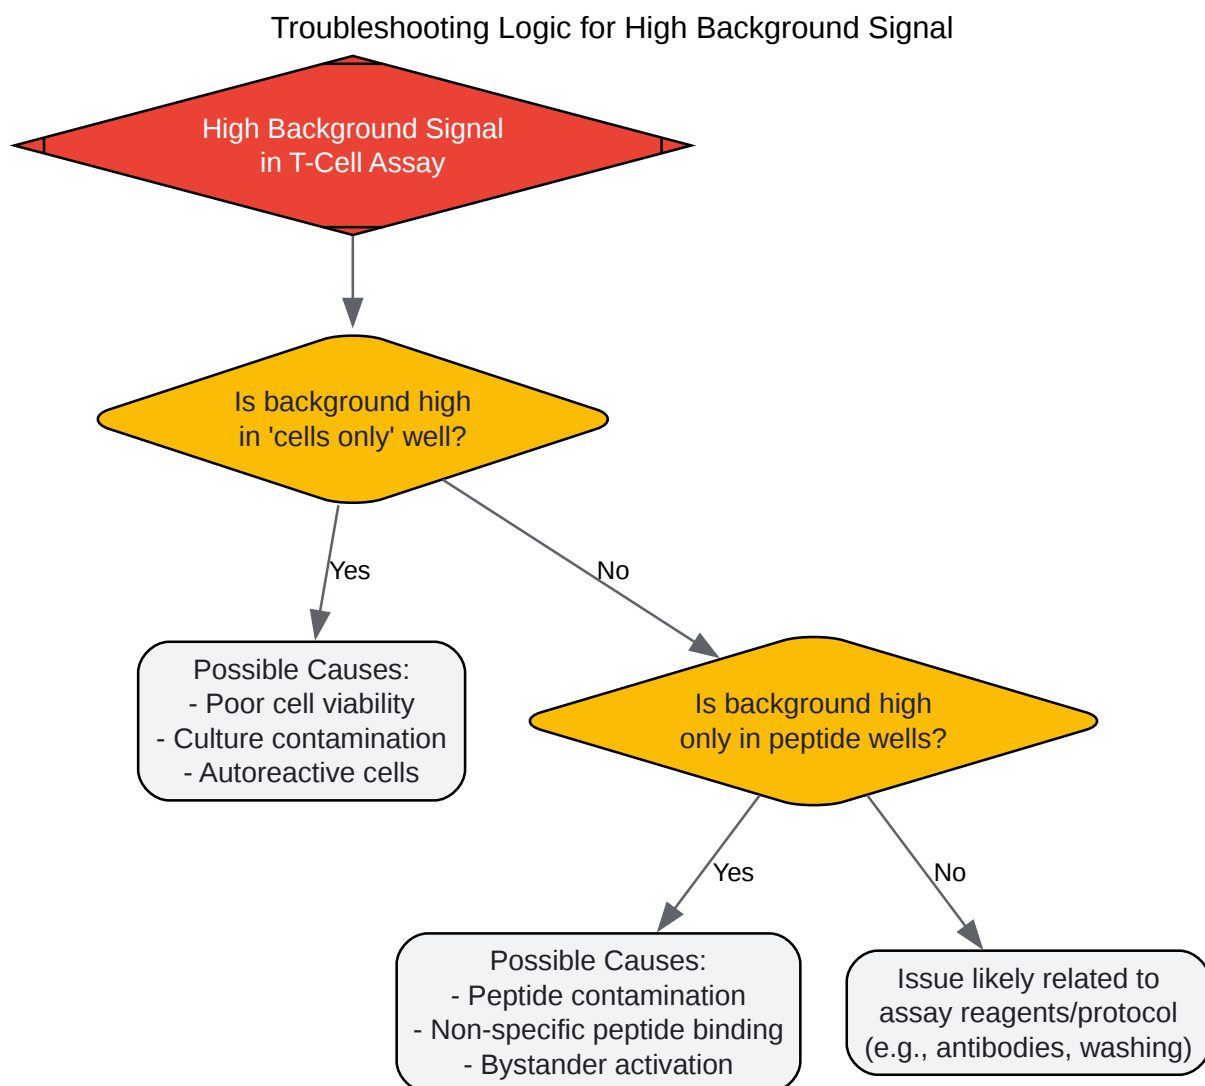 Troubleshooting Logic for High Background Signal
High Background Signal
in T-Cell Assay
Is background high
in 'cells only' well?
Yes
No
Possible Causes:
- Poor cell viability
- Culture contamination
- Autoreactive cells
Is background high
only in peptide wells?
Yes
No
Possible Causes:
- Peptide contamination
- Non-specific peptide binding
- Bystander activation
Issue likely related to
assay reagents/protocol
(e.g., antibodies, washing)